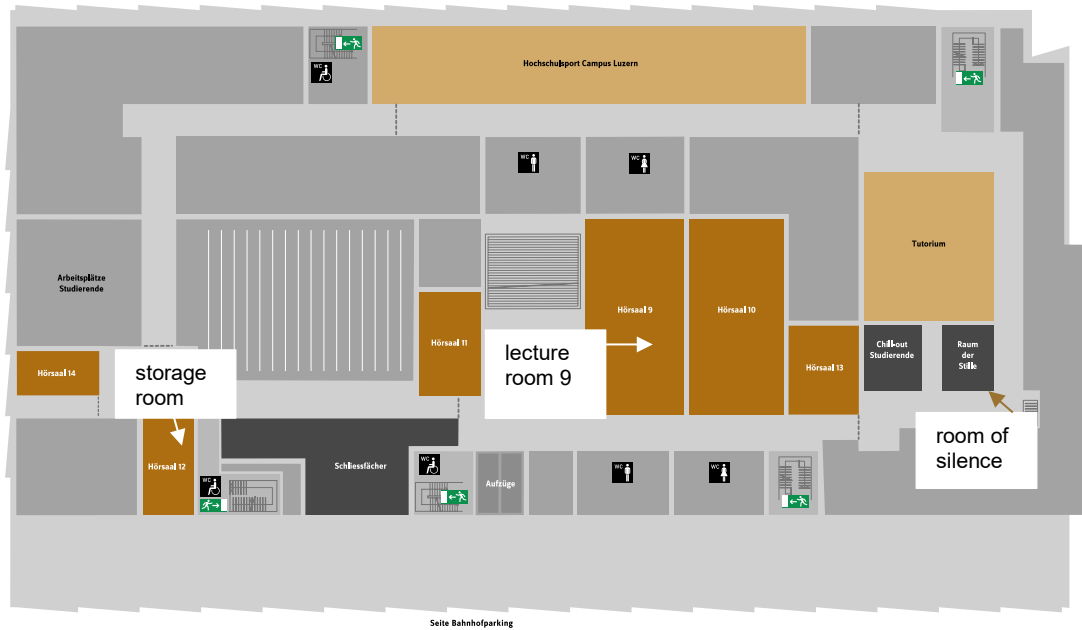 WC
Hochschulsport Campus Luzern
WC
WC
Tutorium
Arbeitsplätze
Studierende
Hörsaal 9
Hörsaal 10
Hörsaal 11
lecture
room 9
Chill-out
Studierende
Raum
der
Stille
Hörsaal 13
Hörsaal 14
storage
room
room of
silence
Hörsaal 12
Schliessfächer
WC
WC
Aufzüge
WC
WC
Seite Bahnhofparking